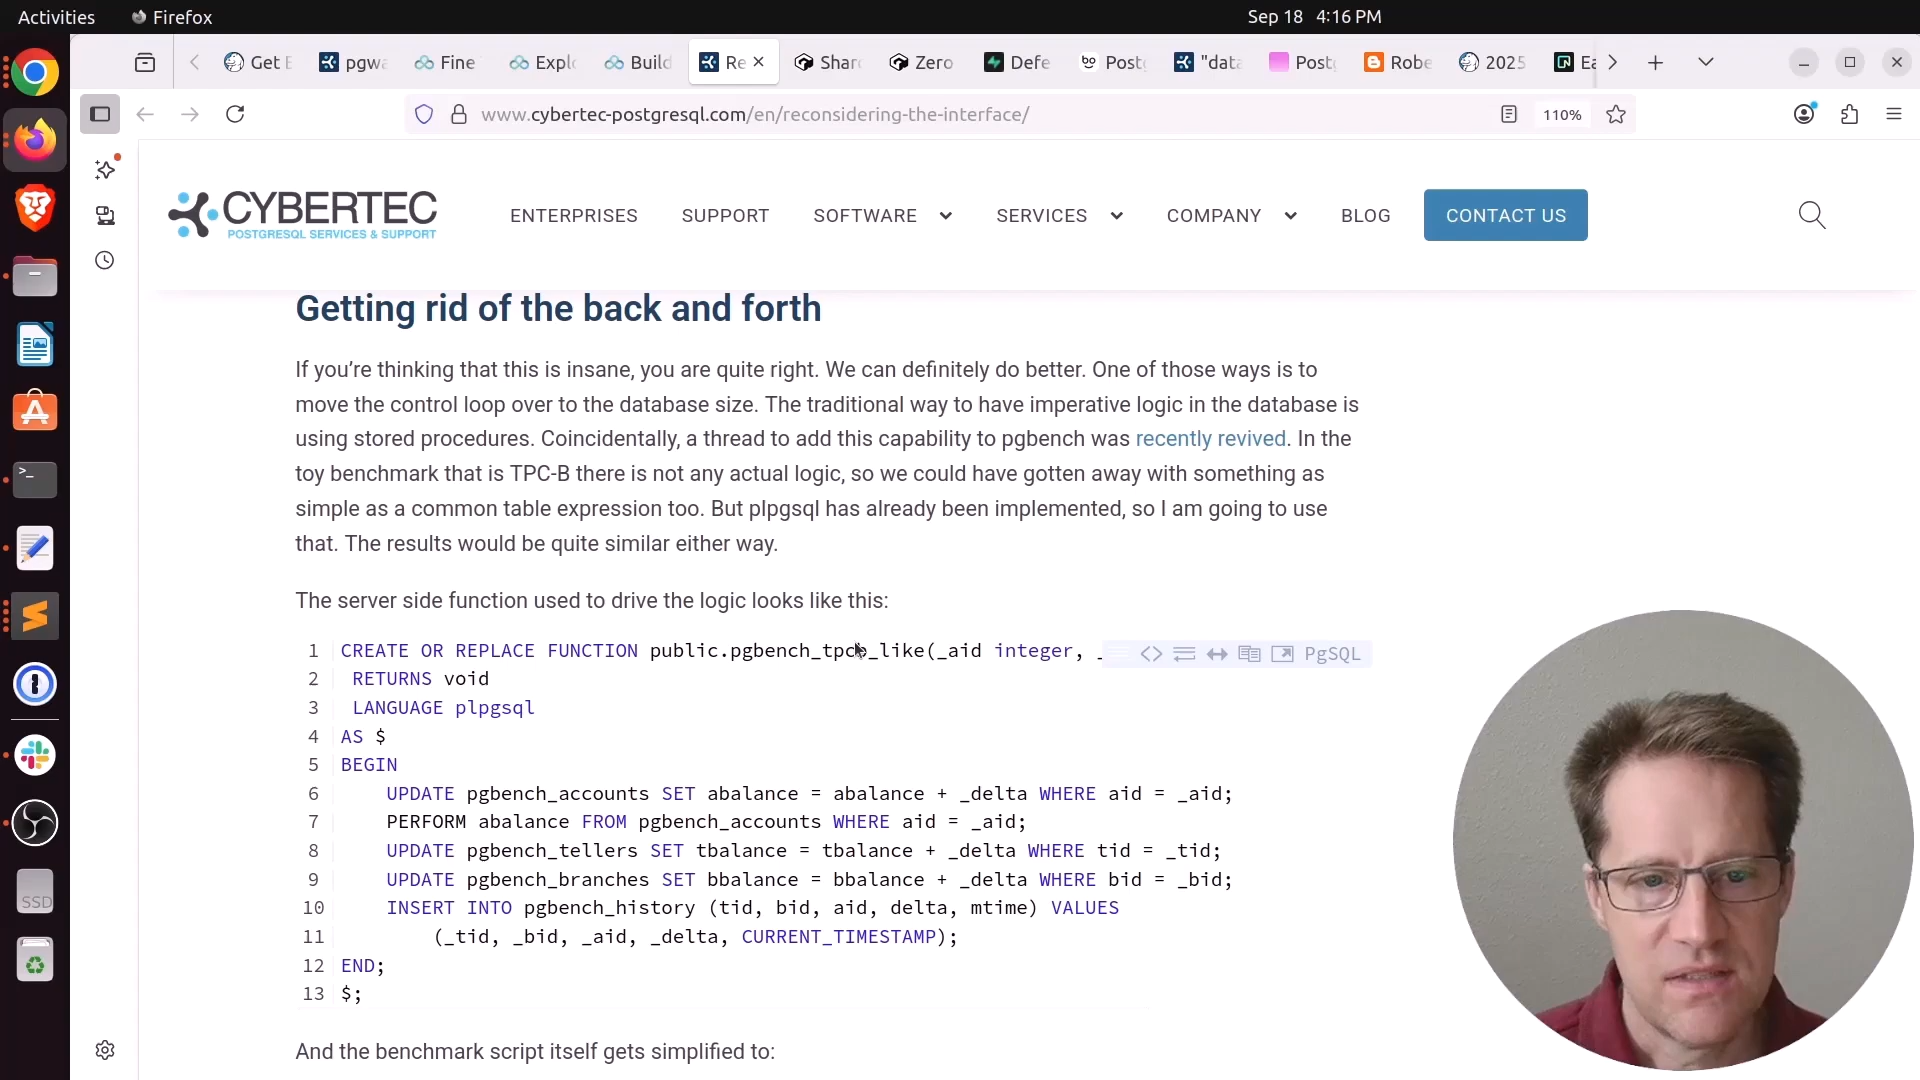 Activities
Firefox
Sep 18 4:16 PM
Get
pgwa
Fine
Explo
Build
Re
Shar
Zero
Defe
Post
"data
Post
Robe
2025
Ea
www.cybertec-postgresql.com/en/reconsidering-the-interface/
110%
CYBERTEC
POSTGRESQL SERVICES & SUPPORT
ENTERPRISES
SUPPORT
SOFTWARE
SERVICES
COMPANY
BLOG
CONTACT US
Getting rid of the back and forth
If you’re thinking that this is insane, you are quite right. We can definitely do better. One of those ways is to
move the control loop over to the database size. The traditional way to have imperative logic in the database is
using stored procedures. Coincidentally, a thread to add this capability to pgbench was recently revived. In the
toy benchmark that is TPC-B there is not any actual logic, so we could have gotten away with something as
simple as a common table expression too. But plpgsql has already been implemented, so I am going to use
that. The results would be quite similar either way.
The server side function used to drive the logic looks like this:
1 CREATE OR REPLACE FUNCTION public.pgbench_tpcb_like(_aid integer, _
PgSQL
2 RETURNS void
3 LANGUAGE plpgsql
4 AS $
5 BEGIN
6 UPDATE pgbench_accounts SET abalance = abalance + _delta WHERE aid = _aid;
7 PERFORM abalance FROM pgbench_accounts WHERE aid = _aid;
8 UPDATE pgbench_tellers SET tbalance = tbalance + _delta WHERE tid = _tid;
9 UPDATE pgbench_branches SET bbalance = bbalance + _delta WHERE bid = _bid;
10 INSERT INTO pgbench_history (tid, bid, aid, delta, mtime) VALUES
11 (_tid, _bid, _aid, _delta, CURRENT_TIMESTAMP);
12 END;
13 $;
And the benchmark script itself gets simplified to:
SSD